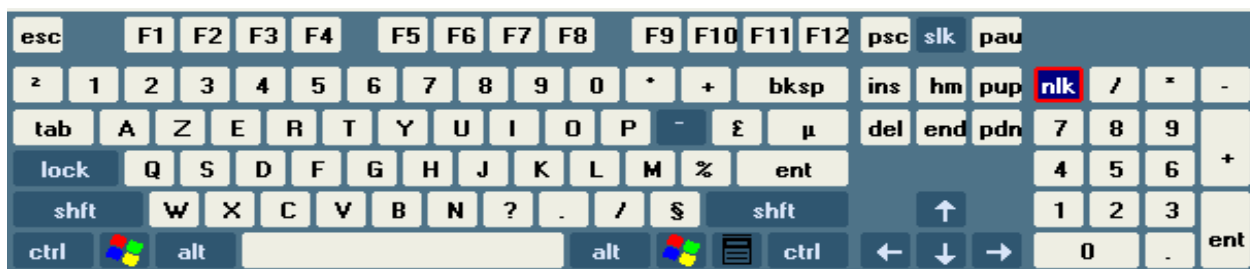 esc F1 F2 F3 F4 F5 F6 F7 F8 F9 F10 F11 F12 psc slk pau
² 1 2 3 4 5 6 7 8 9 0 ° + bksp ins hm pup nlk / * -
tab A Z E R T Y U I O P ¨ £ µ del end pdn 7 8 9 +
lock Q S D F G H J K L M % ent 4 5 6
shft W X C V B N ? . / § shft ↑ 1 2 3 ent
ctrl alt alt ctrl ← ↓ → 0 .